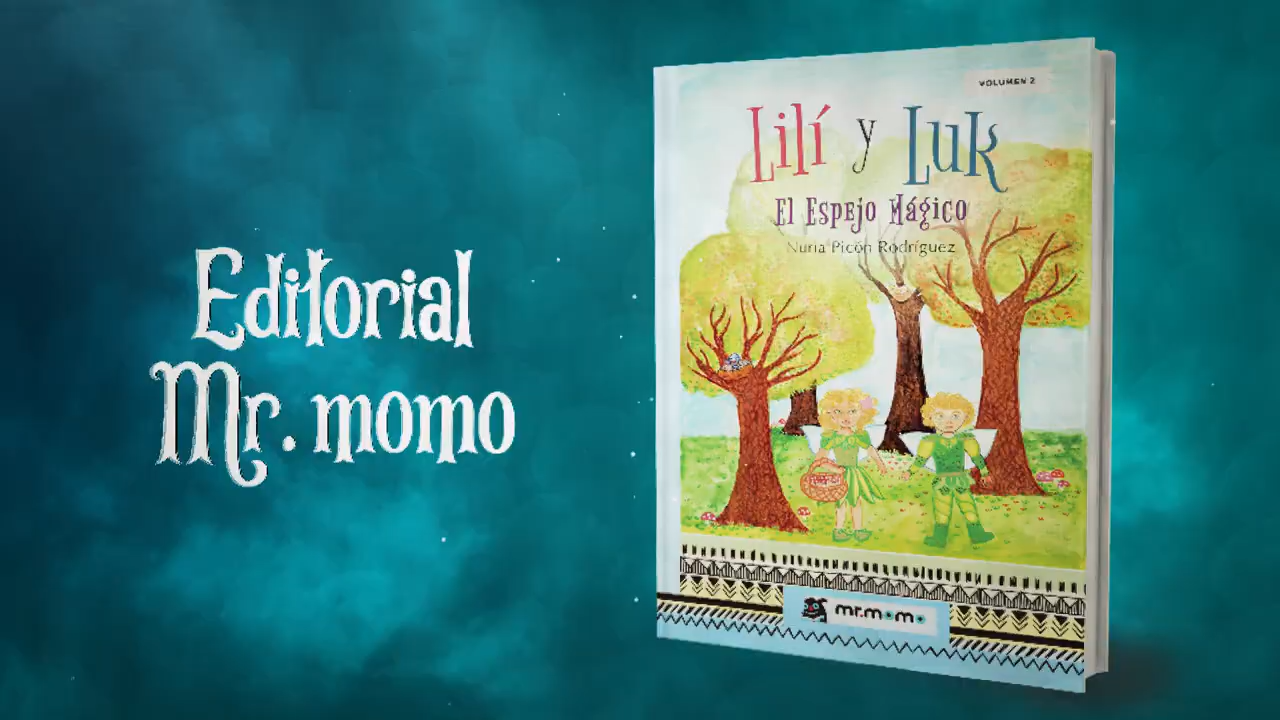 Editorial
Mr. momo
VOLUMEN 2
Lilí y Luk
El Espejo Mágico
Nuria Picón Rodríguez
mr.momo